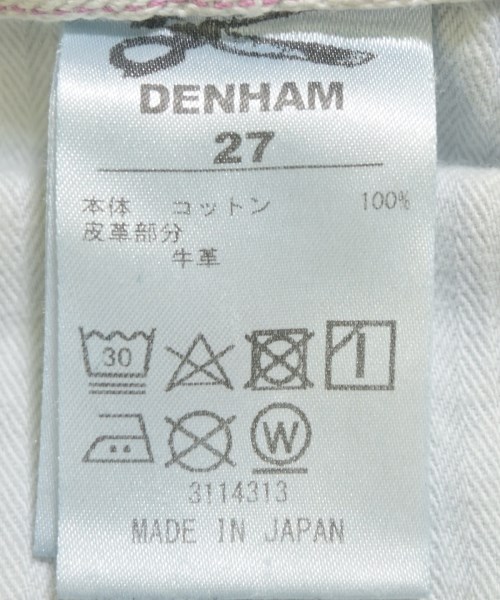 DENHAM
27
本体 コットン 100%
皮革部分
牛革
30
W
3114313
MADE IN JAPAN